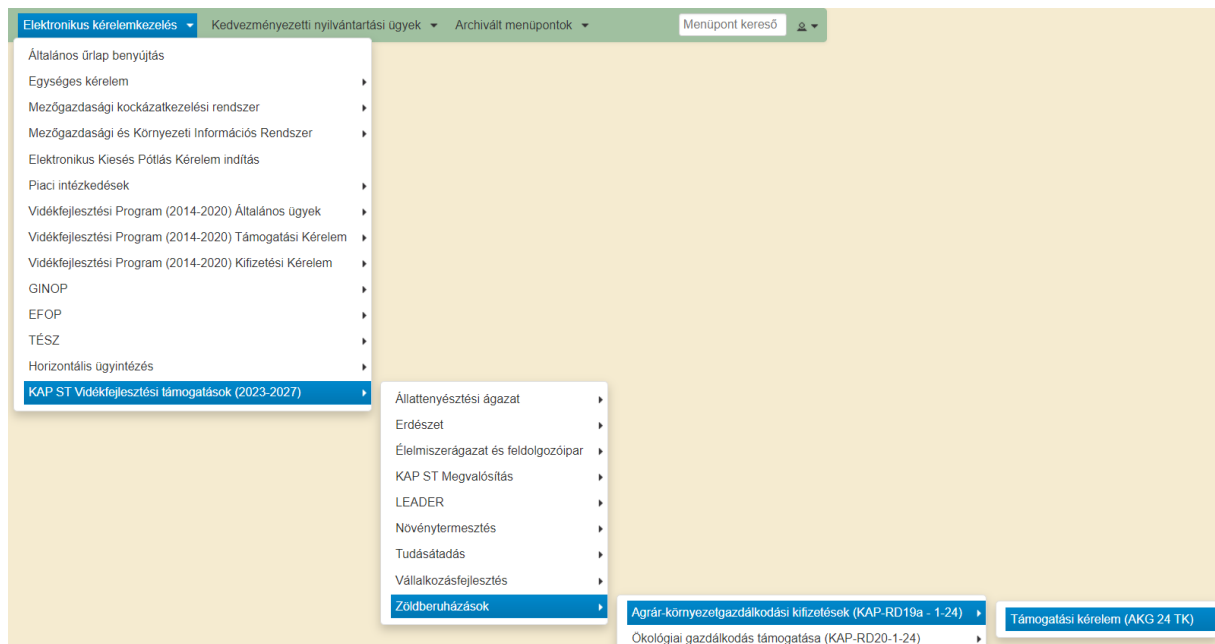 Elektronikus kérelemkezelés Kedvezményezetti nyilvántartási ügyek Archivált menüpontok Menüpont kereső
Általános űrlap benyújtás
Egységes kérelem
Mezőgazdasági kockázatkezelési rendszer
Mezőgazdasági és Környezeti Információs Rendszer
Elektronikus Kiesés Pótlás Kérelem indítás
Piaci intézkedések
Vidékfejlesztési Program (2014-2020) Általános ügyek
Vidékfejlesztési Program (2014-2020) Támogatási Kérelem
Vidékfejlesztési Program (2014-2020) Kifizetési Kérelem
GINOP
EFOP
TÉSZ
Horizontális ügyintézés
KAP ST Vidékfejlesztési támogatások (2023-2027)
Állattenyésztési ágazat
Erdészet
Élelmiszerágazat és feldolgozóipar
KAP ST Megvalósítás
LEADER
Növénytermesztés
Tudásátadás
Vállalkozásfejlesztés
Zöldberuházások
Agrár-környezetgazdálkodási kifizetések (KAP-RD19a - 1-24)
Támogatási kérelem (AKG 24 TK)
Ökológiai gazdálkodás támogatása (KAP-RD20-1-24)